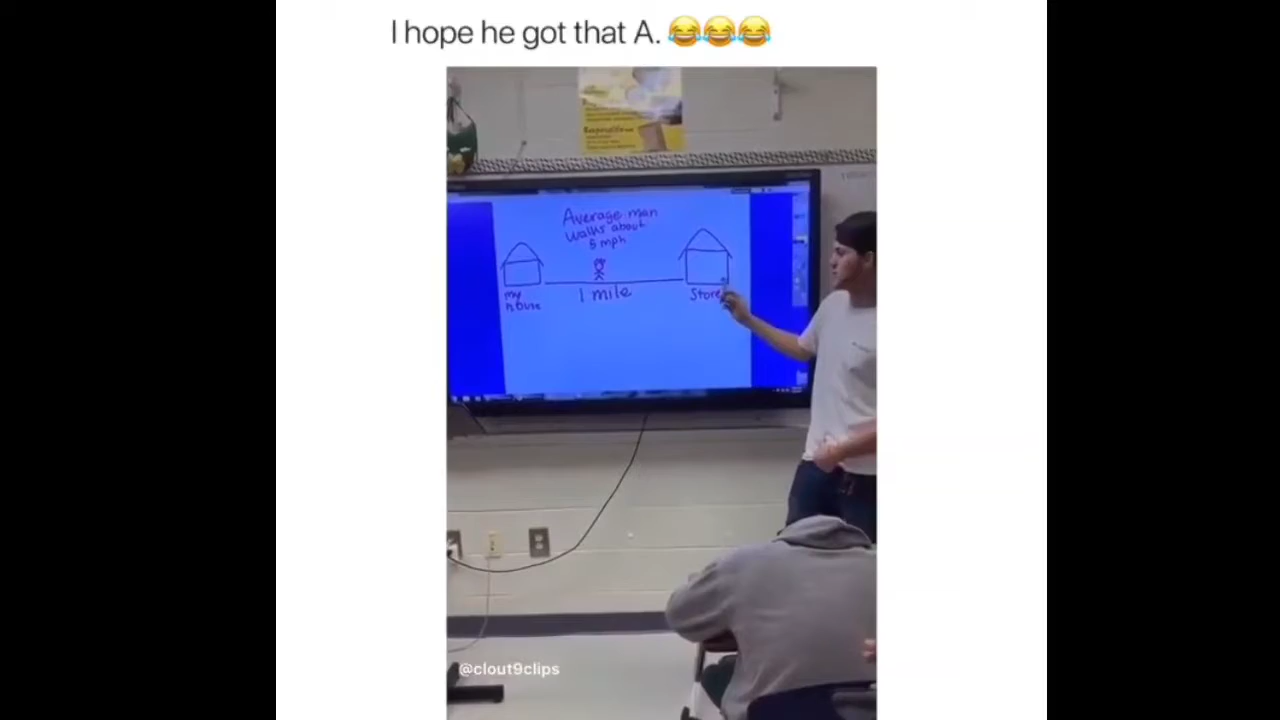 I hope he got that A. 😂😂😂
Average man
walks about
5 mph
my
house
1 mile
Store
@clout9clips